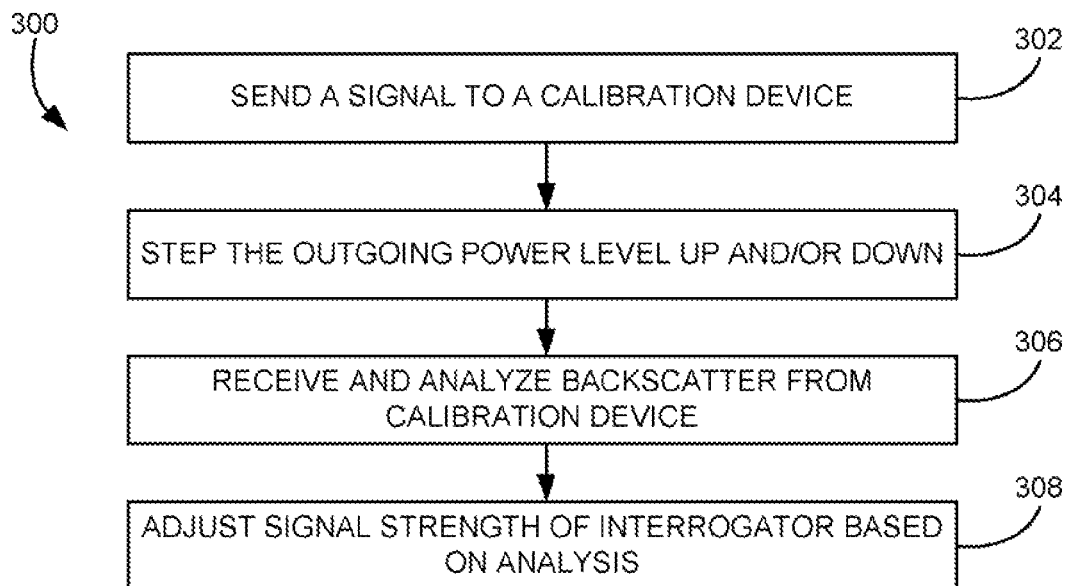 300
302
SEND A SIGNAL TO A CALIBRATION DEVICE
304
STEP THE OUTGOING POWER LEVEL UP AND/OR DOWN
306
RECEIVE AND ANALYZE BACKSCATTER FROM
CALIBRATION DEVICE
308
ADJUST SIGNAL STRENGTH OF INTERROGATOR BASED
ON ANALYSIS